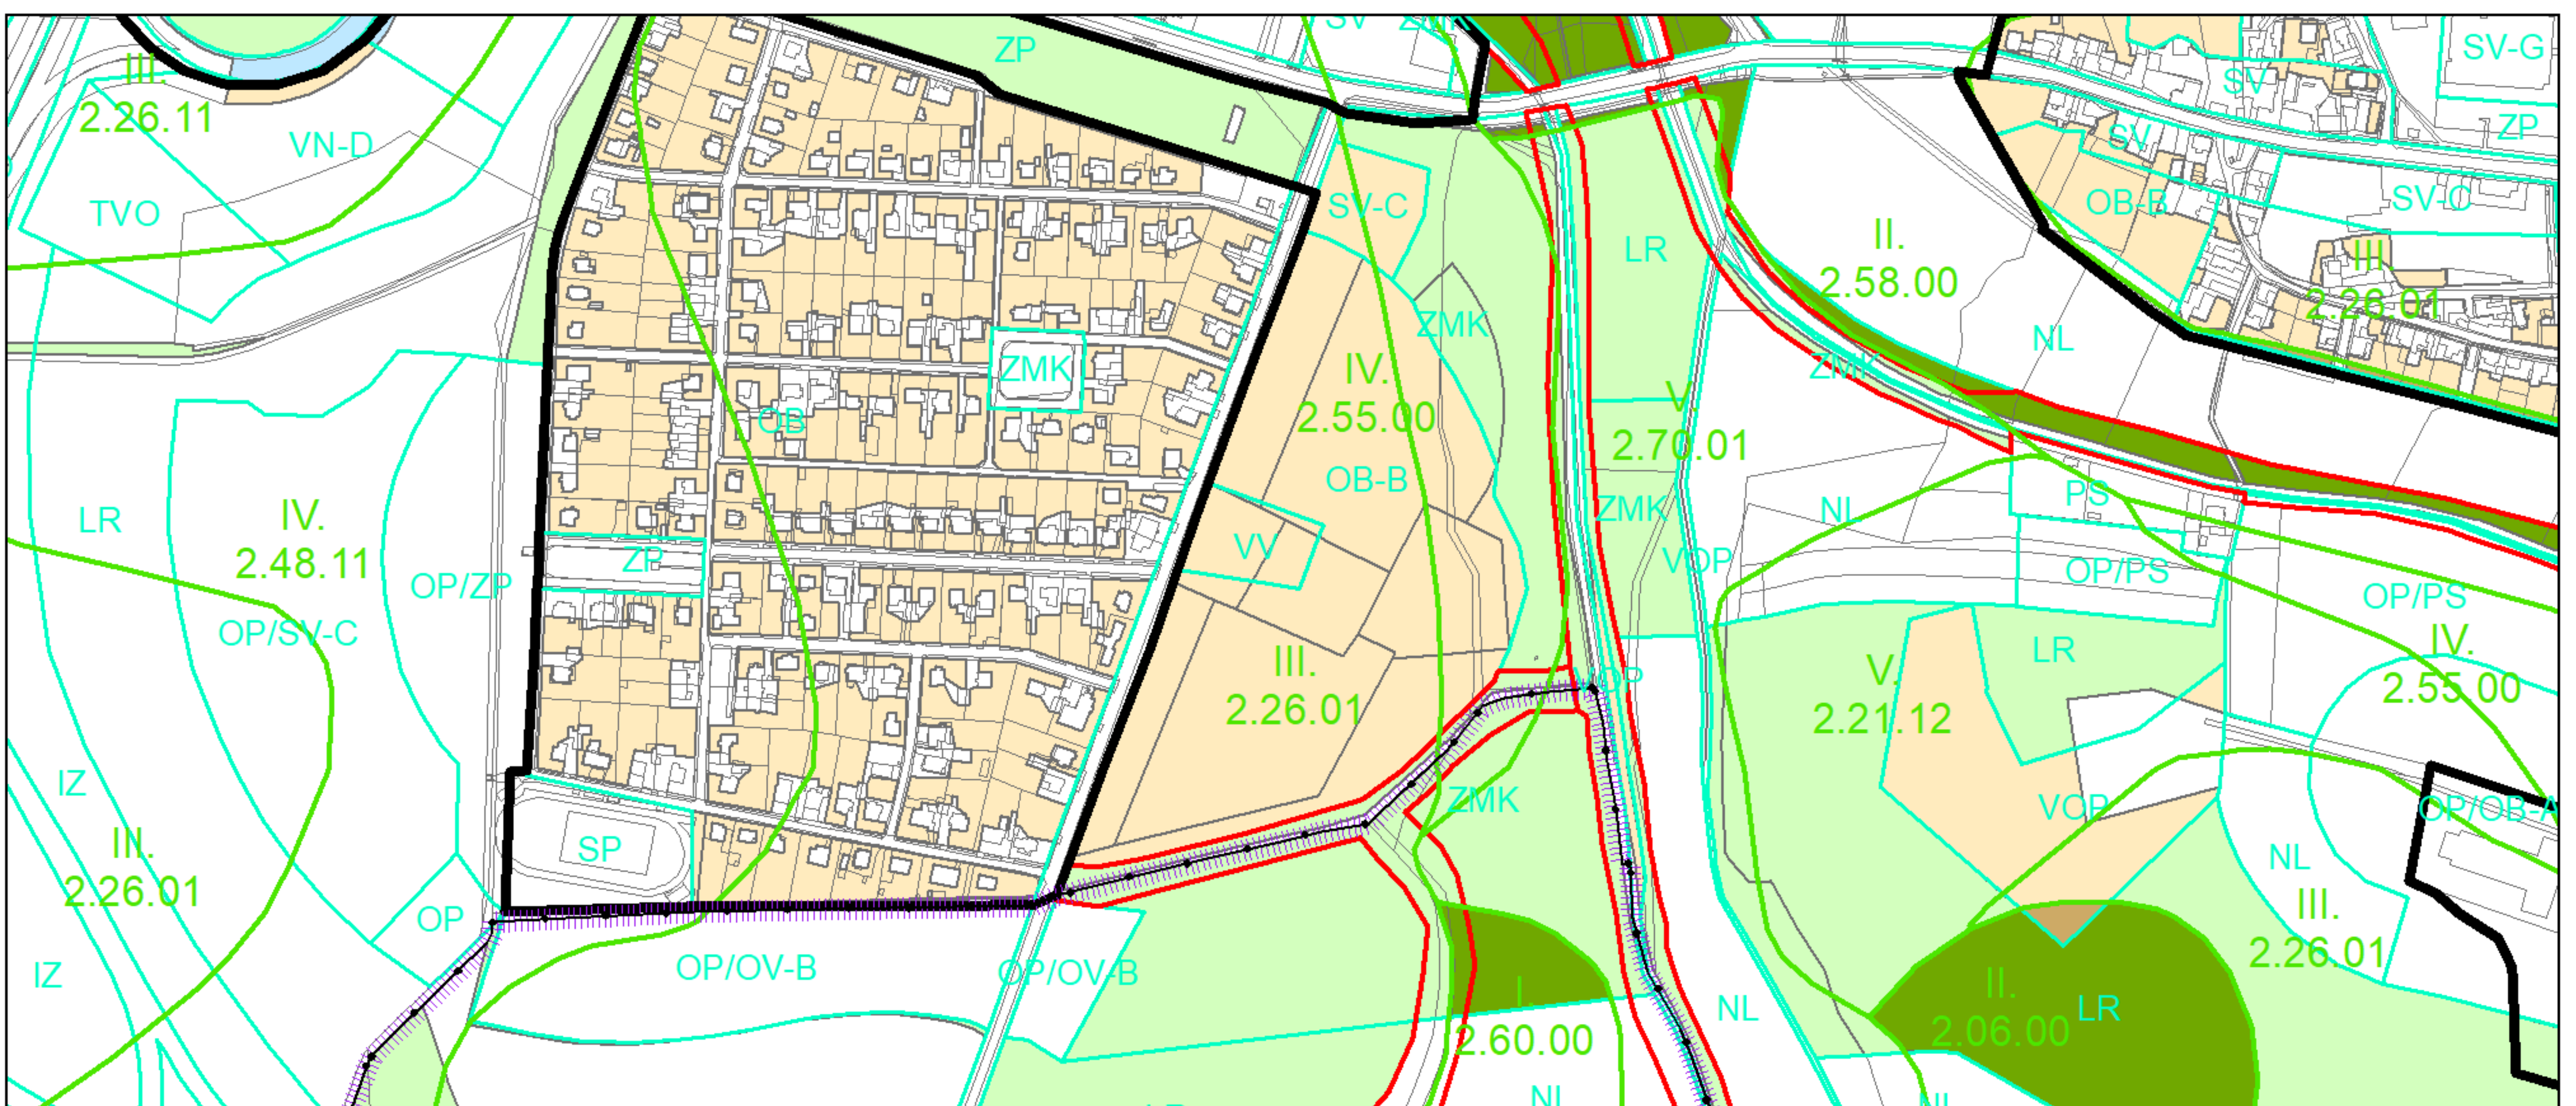 SV
ZP
SV-G
III.
2.26.11
SV
VN-D
ZP
SV
TVO
SV-C
OB-B
SV-C
II.
2.58.00
LR
III.
2.26.01
ZMK
NL
IV.
2.55.00
ZMK
ZMK
V.
2.70.01
OB
OB-B
LR
IV.
2.48.11
PS
ZMK
NL
VV
ZP
VOP
OP/ZP
OP/PS
OP/PS
OP/SV-C
LR
IV.
2.55.00
III.
2.26.01
VOP
V.
2.21.12
IZ
ZMK
VOP
OP/OB-A
SP
III.
2.26.01
NL
III.
2.26.01
OP
IZ
OP/OV-B
OP/OV-B
I.
2.60.00
NL
II.
2.06.00
LR
NL
NL